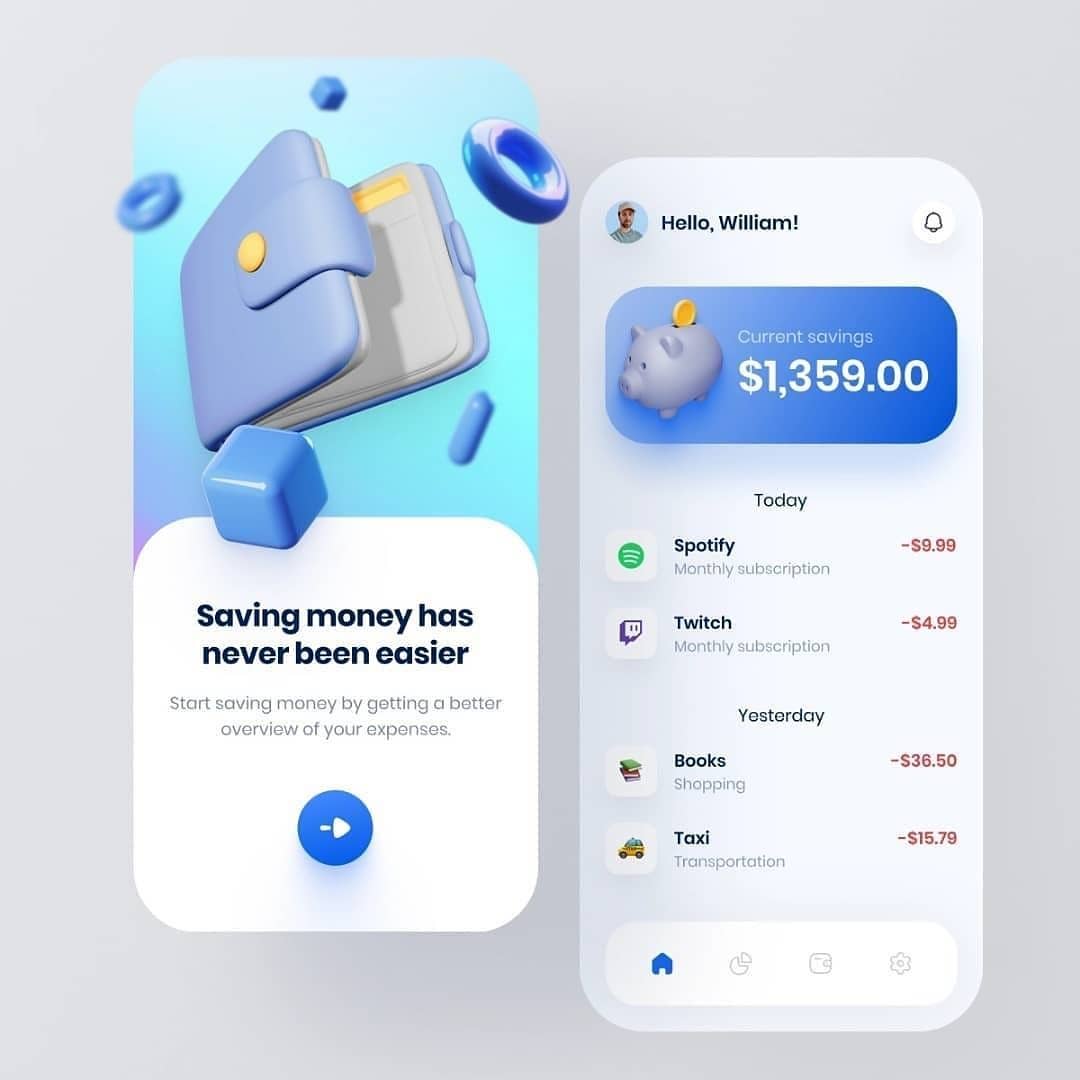 Saving money has
never been easier
Start saving money by getting a better
overview of your expenses.
Hello, William!
Current savings
$1,359.00
Today
Spotify
-$9.99
Monthly subscription
Twitch
-$4.99
Monthly subscription
Yesterday
Books
-$36.50
Shopping
Taxi
-$15.79
Transportation